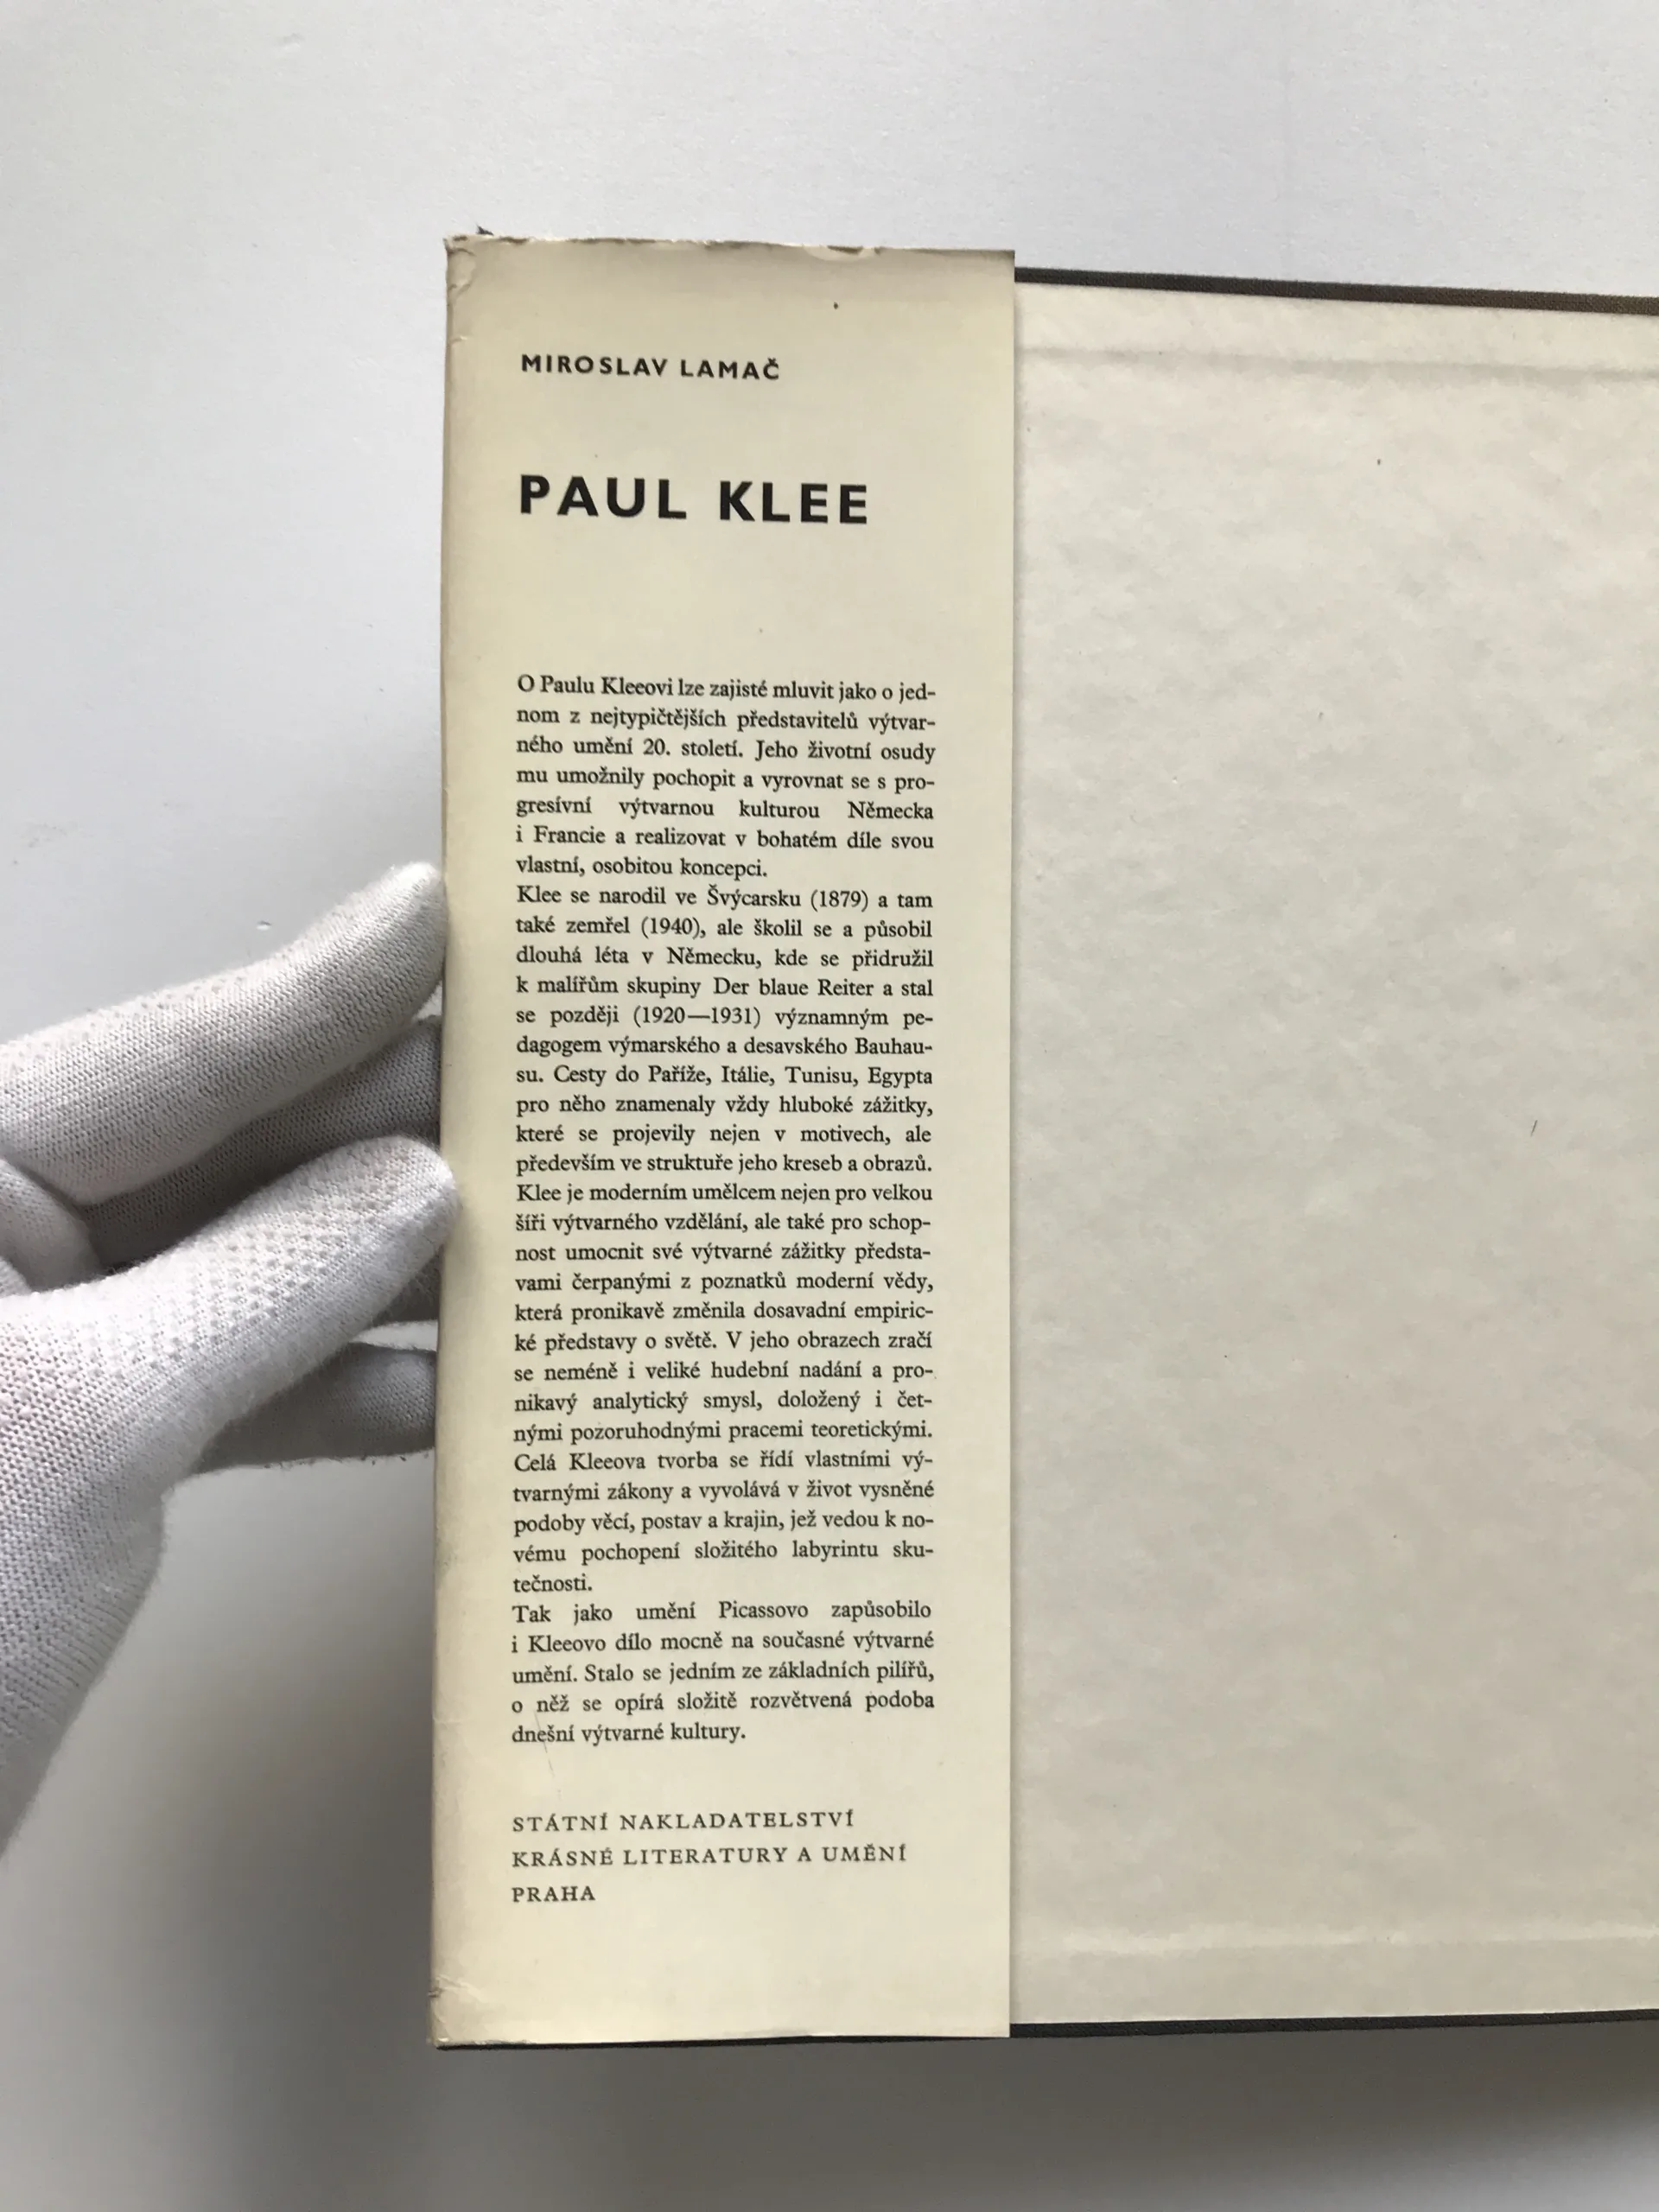 MIROSLAV LAMAČ
PAUL KLEE
O Paulu Kleeovi lze zajisté mluvit jako o jed-
nom z nejtypičtějších představitelů výtvar-
ného umění 20. století. Jeho životní osudy
mu umožnily pochopit a vyrovnat se s pro-
gresívní výtvarnou kulturou Německa
i Francie a realizovat v bohatém díle svou
vlastní, osobitou koncepci.
Klee se narodil ve Švýcarsku (1879) a tam
také zemřel (1940), ale školil se a působil
dlouhá léta v Německu, kde se přidružil
k malířům skupiny Der blaue Reiter a stal
se později (1920—1931) významným pe-
dagogem výmarského a desavského Bauhau-
su. Cesty do Paříže, Itálie, Tunisu, Egypta
pro něho znamenaly vždy hluboké zážitky,
které se projevily nejen v motivech, ale
především ve struktuře jeho kreseb a obrazů.
Klee je moderním umělcem nejen pro velkou
šíři výtvarného vzdělání, ale také pro schop-
nost umocnit své výtvarné zážitky předsta-
vami čerpanými z poznatků moderní vědy,
která pronikavě změnila dosavadní empiric-
ké představy o světě. V jeho obrazech zračí
se neméně i veliké hudební nadání a pro-
nikavý analytický smysl, doložený i čet-
nými pozoruhodnými pracemi teoretickými.
Celá Kleeova tvorba se řídí vlastními vý-
tvarnými zákony a vyvolává v život vysněné
podoby věcí, postav a krajin, jež vedou k no-
vému pochopení složitého labyrintu sku-
tečnosti.
Tak jako umění Picassovo zapůsobilo
i Kleeovo dílo mocně na současné výtvarné
umění. Stalo se jedním ze základních pilířů,
o něž se opírá složitě rozvětvená podoba
dnešní výtvarné kultury.
STÁTNÍ NAKLADATELSTVÍ
KRÁSNÉ LITERATURY A UMĚNÍ
PRAHA